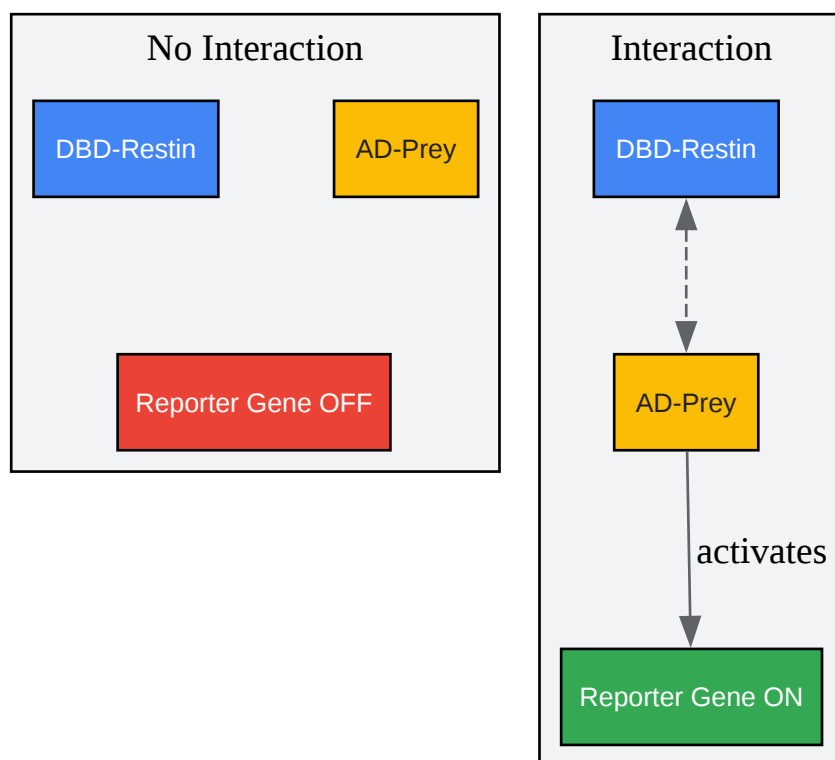 No Interaction
DBD-Restin
AD-Prey
Reporter Gene OFF
Interaction
DBD-Restin
AD-Prey
activates
Reporter Gene ON